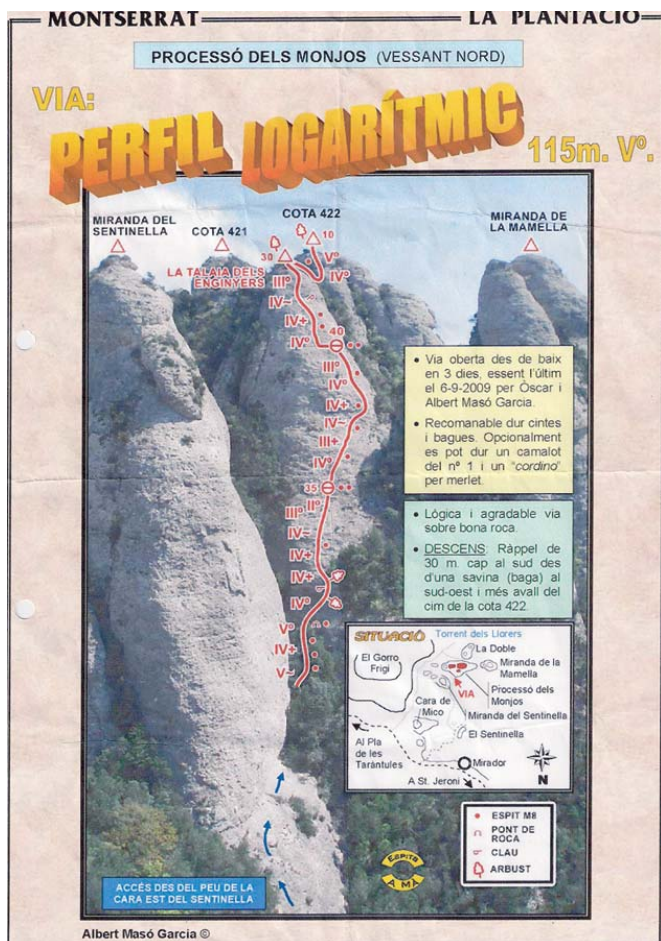 MONTSERRAT
LA PLANTACIÓ
PROCESSÓ DELS MONJOS (VESSANT NORD)
VIA:
PERFIL LOGARÍTMIC
115m. Vº.
MIRANDA DEL
SENTINELLA
COTA 421
COTA 422
MIRANDA DE
LA MAMELLA
10
30
LA TALAIA DELS
ENGINYERS
Vº
IVº
IIIº
IV–
IV+
IVº
40
IIIº
IVº
IV+
IV–
III+
IVº
35
IIº
IIIº
IV–
IV+
IV+
IVº
Vº
IV+
V–
• Via oberta des de baix
en 3 dies, essent l'últim
el 6-9-2009 per Òscar i
Albert Masó Garcia.
• Recomanable dur cintes
i bagues. Opcionalment
es pot dur un camalot
del nº 1 i un "cordino"
per merlet.
• Lògica i agradable via
sobre bona roca.
• DESCENS: Ràppel de
30 m. cap al sud des
d'una savina (baga) al
sud-oest i més avall del
cim de la cota 422.
SITUACIÓ
Torrent dels Llorers
La Doble
El Gorro
Frigi
Miranda de la
Mamella
VIA
Processó dels
Monjos
Cara de
Mico
Miranda del Sentinella
El Sentinella
Al Pla
de les
Taràntules
Mirador
A St. Jeroni
N
ESPIT M8
PONT DE
ROCA
CLAU
ARBUST
ESPITS
A MÀ
ACCÉS DES DEL PEU DE LA
CARA EST DEL SENTINELLA
Albert Masó Garcia ©